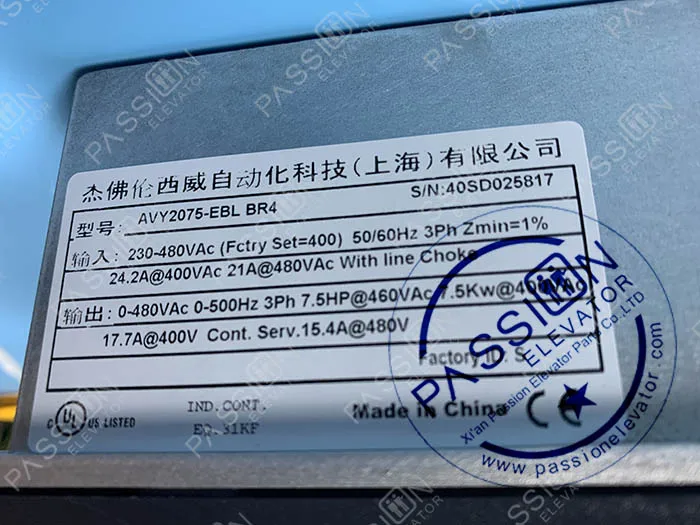 杰佛伦西威自动化科技(上海)有限公司
型号: AVY2075-EBL BR4 S/N:40SD025817
输入: 230-480VAc (Fctry Set=400) 50/60Hz 3Ph Zmin=1%
24.2A@400VAc 21A@480VAc With line Choke
输出: 0-480VAc 0-500Hz 3Ph 7.5HP@460VAc 7.5Kw@400VAc
17.7A@400V Cont. Serv.15.4A@480V
Factory ID. S
C UL US LISTED
IND.CONT.
EQ.31KF
Made in China CE
PASSION
ELEVATOR
Xi'an Passion Elevator Parts Co.,LTD
www.passionelevator.com